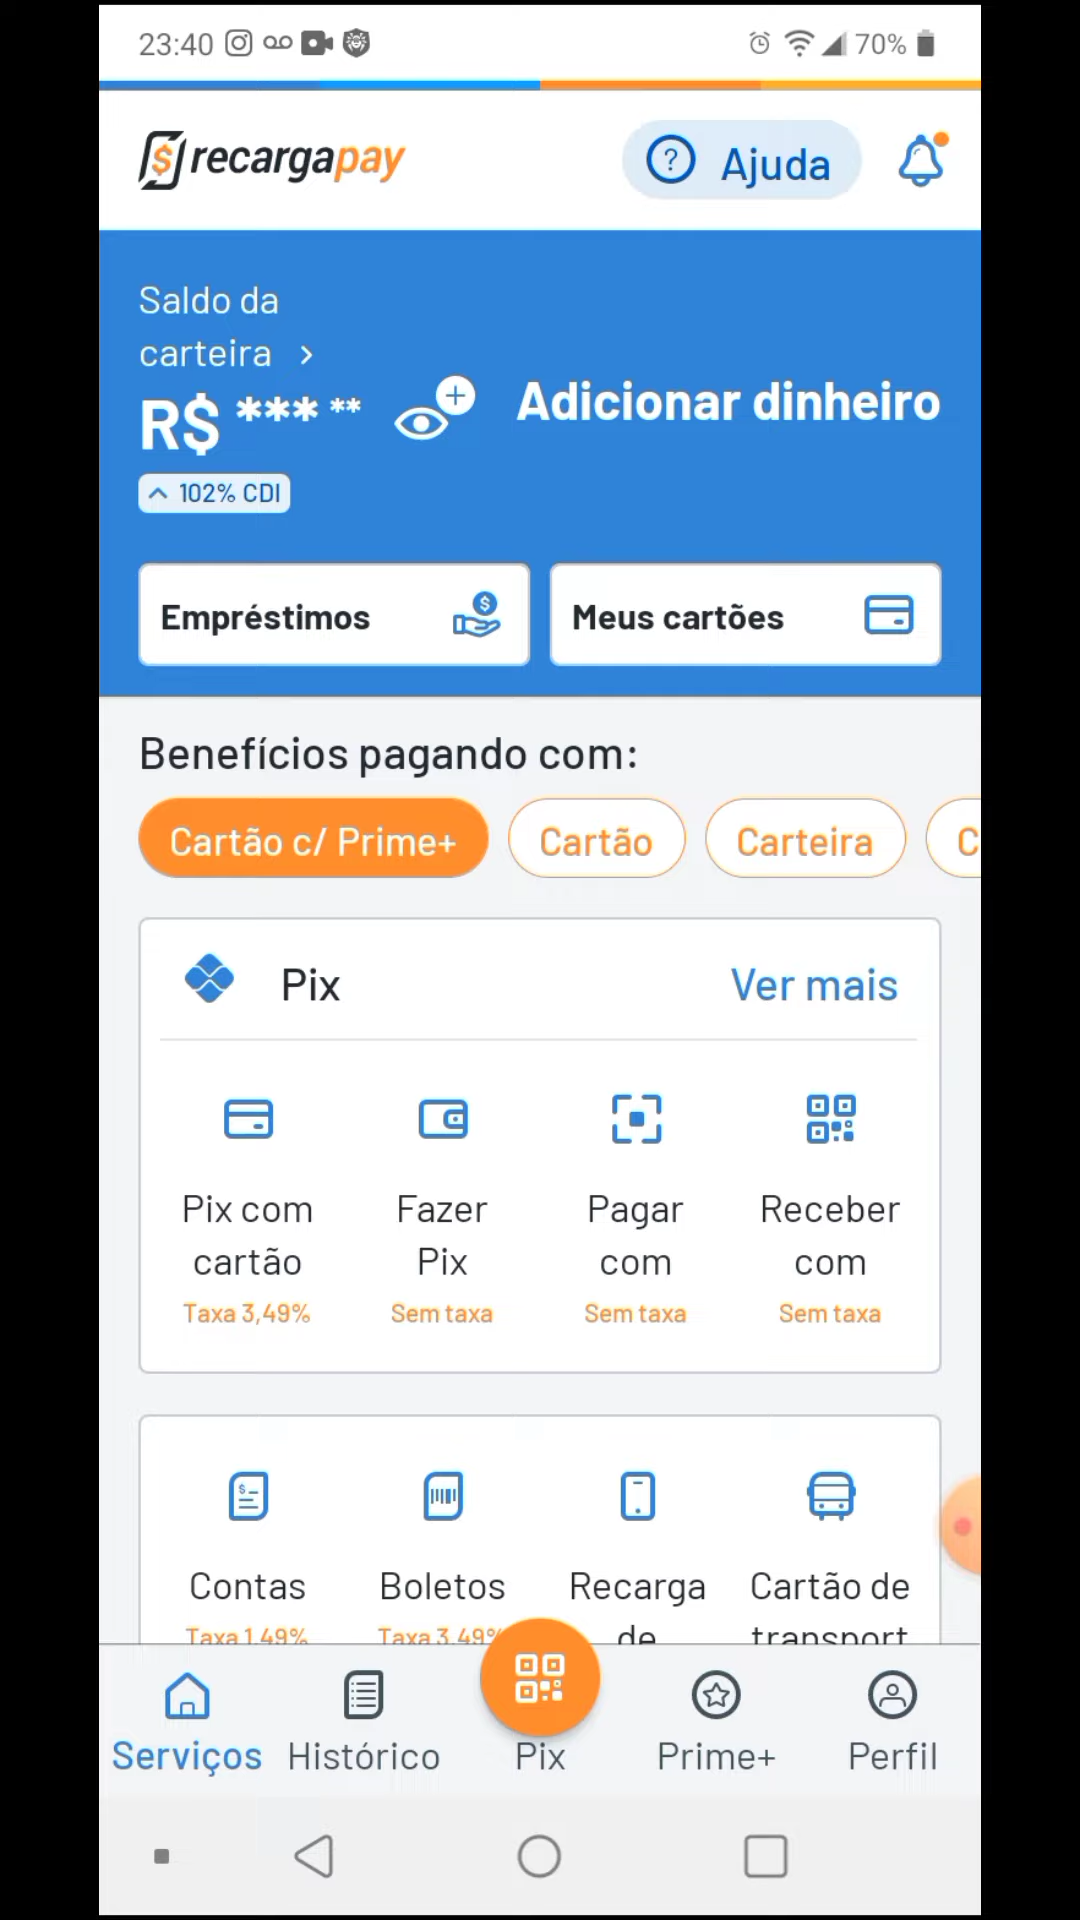 23:40
70%
recargapay
Ajuda
Saldo da
carteira
R$ *** **
Adicionar dinheiro
102% CDI
Empréstimos
Meus cartões
Benefícios pagando com:
Cartão c/ Prime+
Cartão
Carteira
C
Pix
Ver mais
Pix com
cartão
Taxa 3,49%
Fazer
Pix
Sem taxa
Pagar
com
Sem taxa
Receber
com
Sem taxa
Contas
Taxa 1,49%
Boletos
Taxa 3,49%
Recarga
de
Cartão de
transport
Serviços
Histórico
Pix
Prime+
Perfil